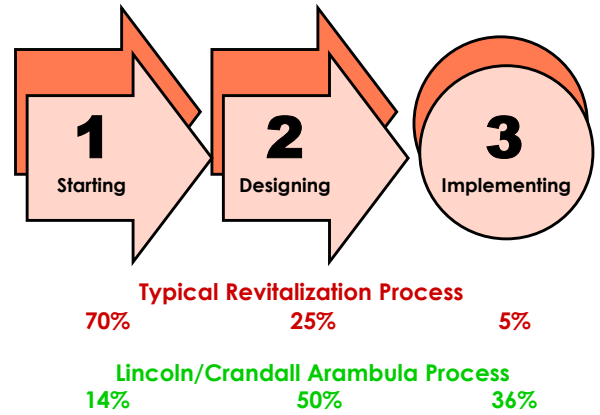 1 2 3
Starting Designing Implementing
Typical Revitalization Process
70% 25% 5%
Lincoln/Crandall Arambula Process
14% 50% 36%